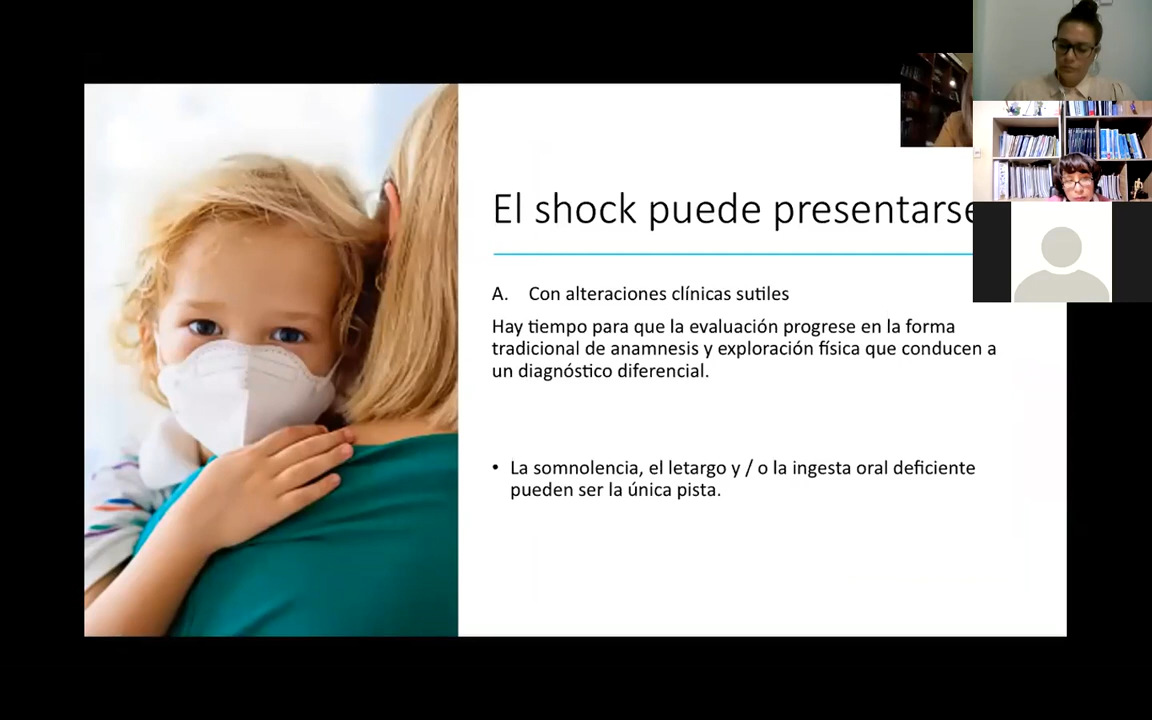 El shock puede presentarse
A. Con alteraciones clínicas sutiles
Hay tiempo para que la evaluación progrese en la forma
tradicional de anamnesis y exploración física que conducen a
un diagnóstico diferencial.
• La somnolencia, el letargo y / o la ingesta oral deficiente
pueden ser la única pista.